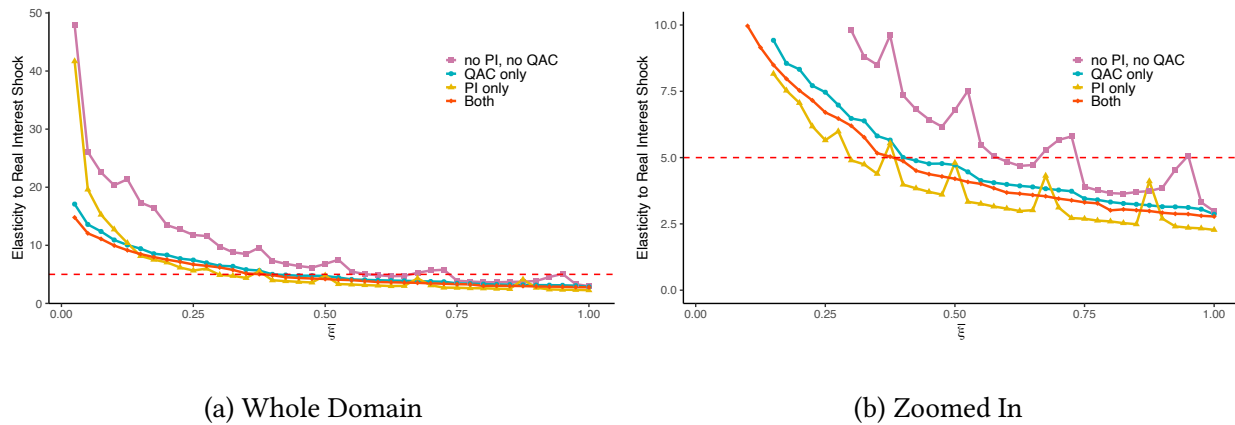 50
40
30
20
10
0
Elasticity to Real Interest Shock
no PI, no QAC
QAC only
PI only
Both
0.00
0.25
0.50
0.75
1.00
ξ̄
(a) Whole Domain
10.0
7.5
5.0
2.5
0.0
Elasticity to Real Interest Shock
no PI, no QAC
QAC only
PI only
Both
0.00
0.25
0.50
0.75
1.00
ξ̄
(b) Zoomed In